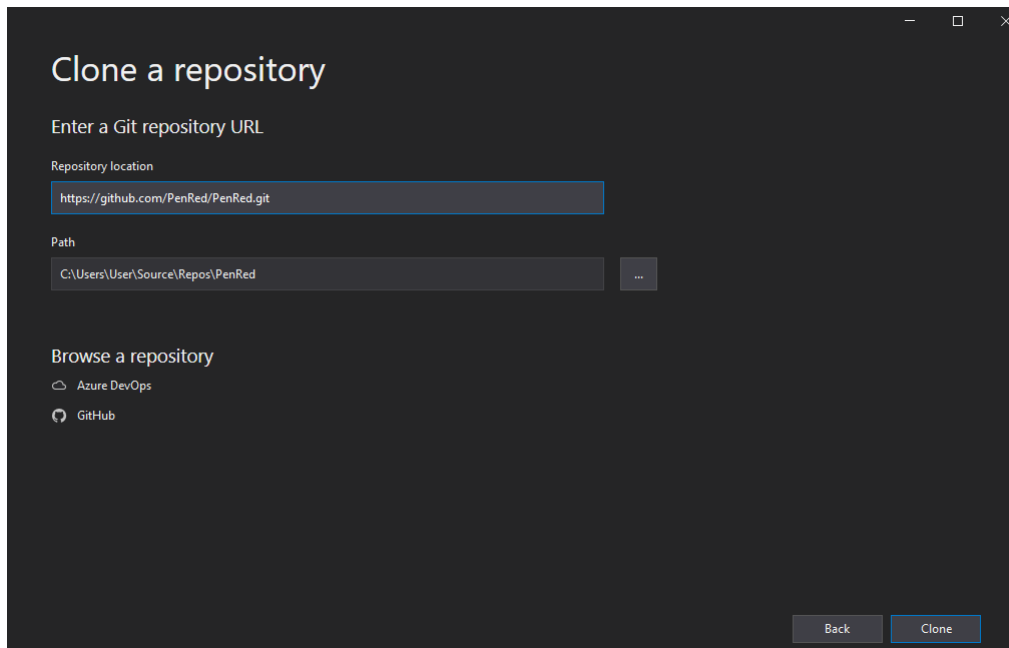 Clone a repository
Enter a Git repository URL
Repository location
https://github.com/PenRed/PenRed.git
Path
C:\Users\User\Source\Repos\PenRed
...
Browse a repository
Azure DevOps
GitHub
Back
Clone